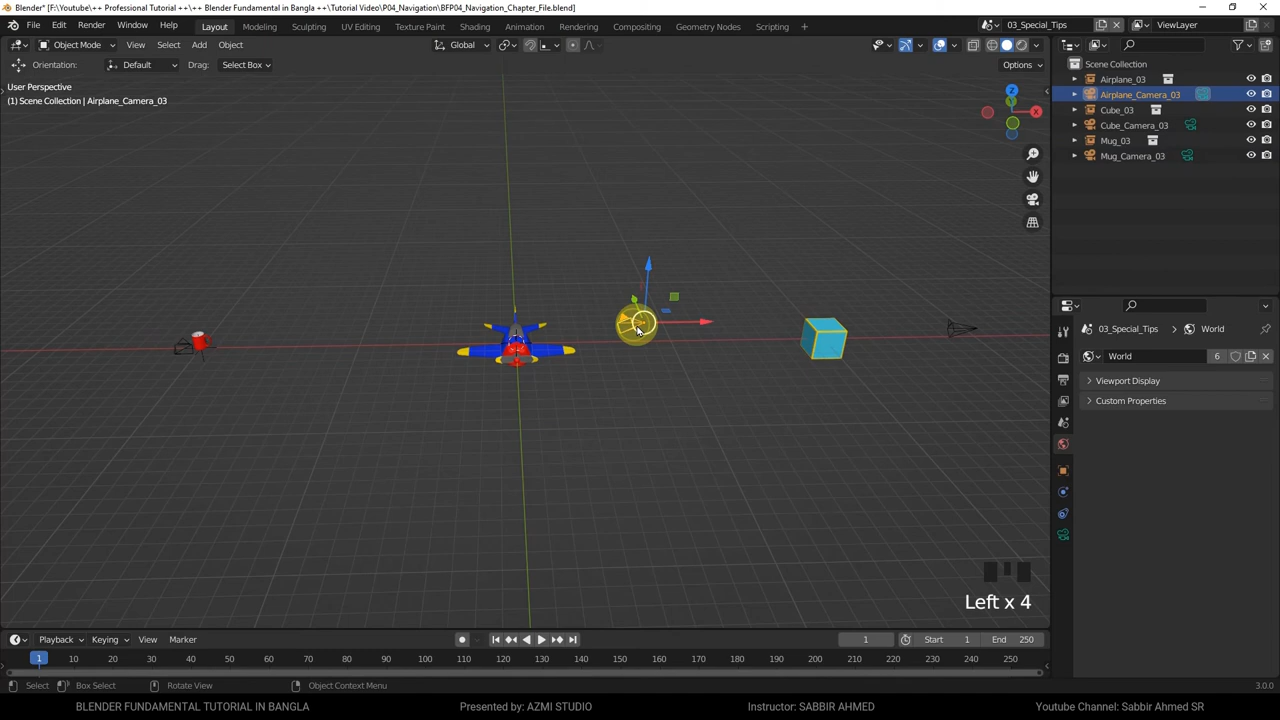 Blender* [F:\Youtube\++ Professional Tutorial ++\++ Blender Fundamental in Bangla ++\Tutorial Video\P04_Navigation\BFP04_Navigation_Chapter_File.blend]
File Edit Render Window Help Layout Modeling Sculpting UV Editing Texture Paint Shading Animation Rendering Compositing Geometry Nodes Scripting + 03_Special_Tips ViewLayer
Object Mode View Select Add Object Global
Orientation: Default Drag: Select Box Options
User Perspective
(1) Scene Collection | Airplane_Camera_03
Z
X
Y
Scene Collection
Airplane_03
Airplane_Camera_03
Cube_03
Cube_Camera_03
Mug_03
Mug_Camera_03
03_Special_Tips > World
World 6
Viewport Display
Custom Properties
Left x 4
Playback Keying View Marker 1 Start 1 End 250
1 10 20 30 40 50 60 70 80 90 100 110 120 130 140 150 160 170 180 190 200 210 220 230 240 250
Select Box Select Rotate View Object Context Menu 3.0.0
BLENDER FUNDAMENTAL TUTORIAL IN BANGLA Presented by: AZMI STUDIO Instructor: SABBIR AHMED Youtube Channel: Sabbir Ahmed SR